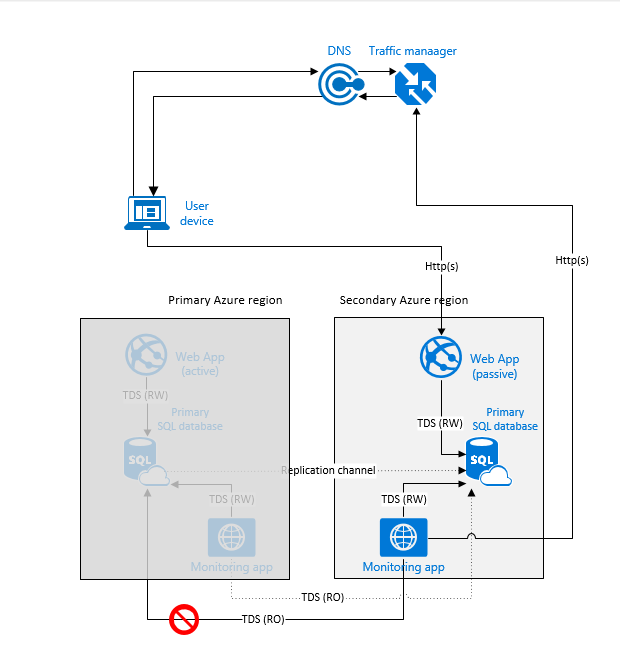 DNS
Traffic manaager
User
device
Http(s)
Http(s)
Primary Azure region
Secondary Azure region
Web App
(active)
TDS (RW)
Primary
SQL database
SQL
Replication channel
TDS (RW)
Monitoring app
Web App
(passive)
TDS (RW)
Primary
SQL database
SQL
TDS (RW)
Monitoring app
TDS (RO)
TDS (RO)